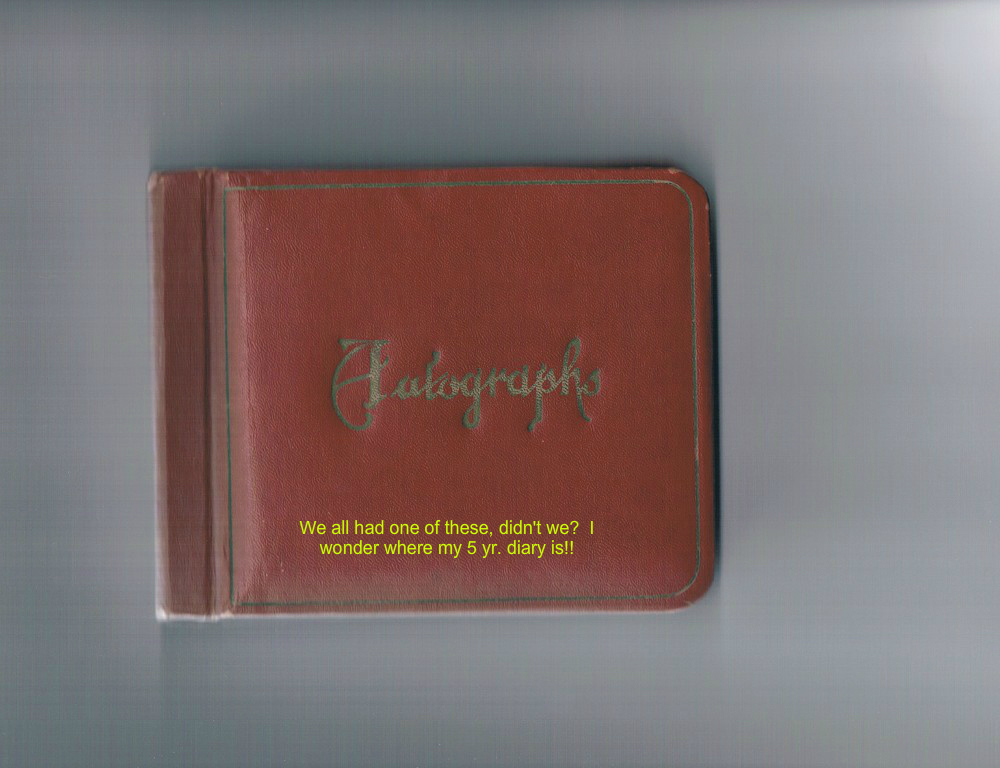 Autographs
We all had one of these, didn't we?  I
wonder where my 5 yr. diary is!!